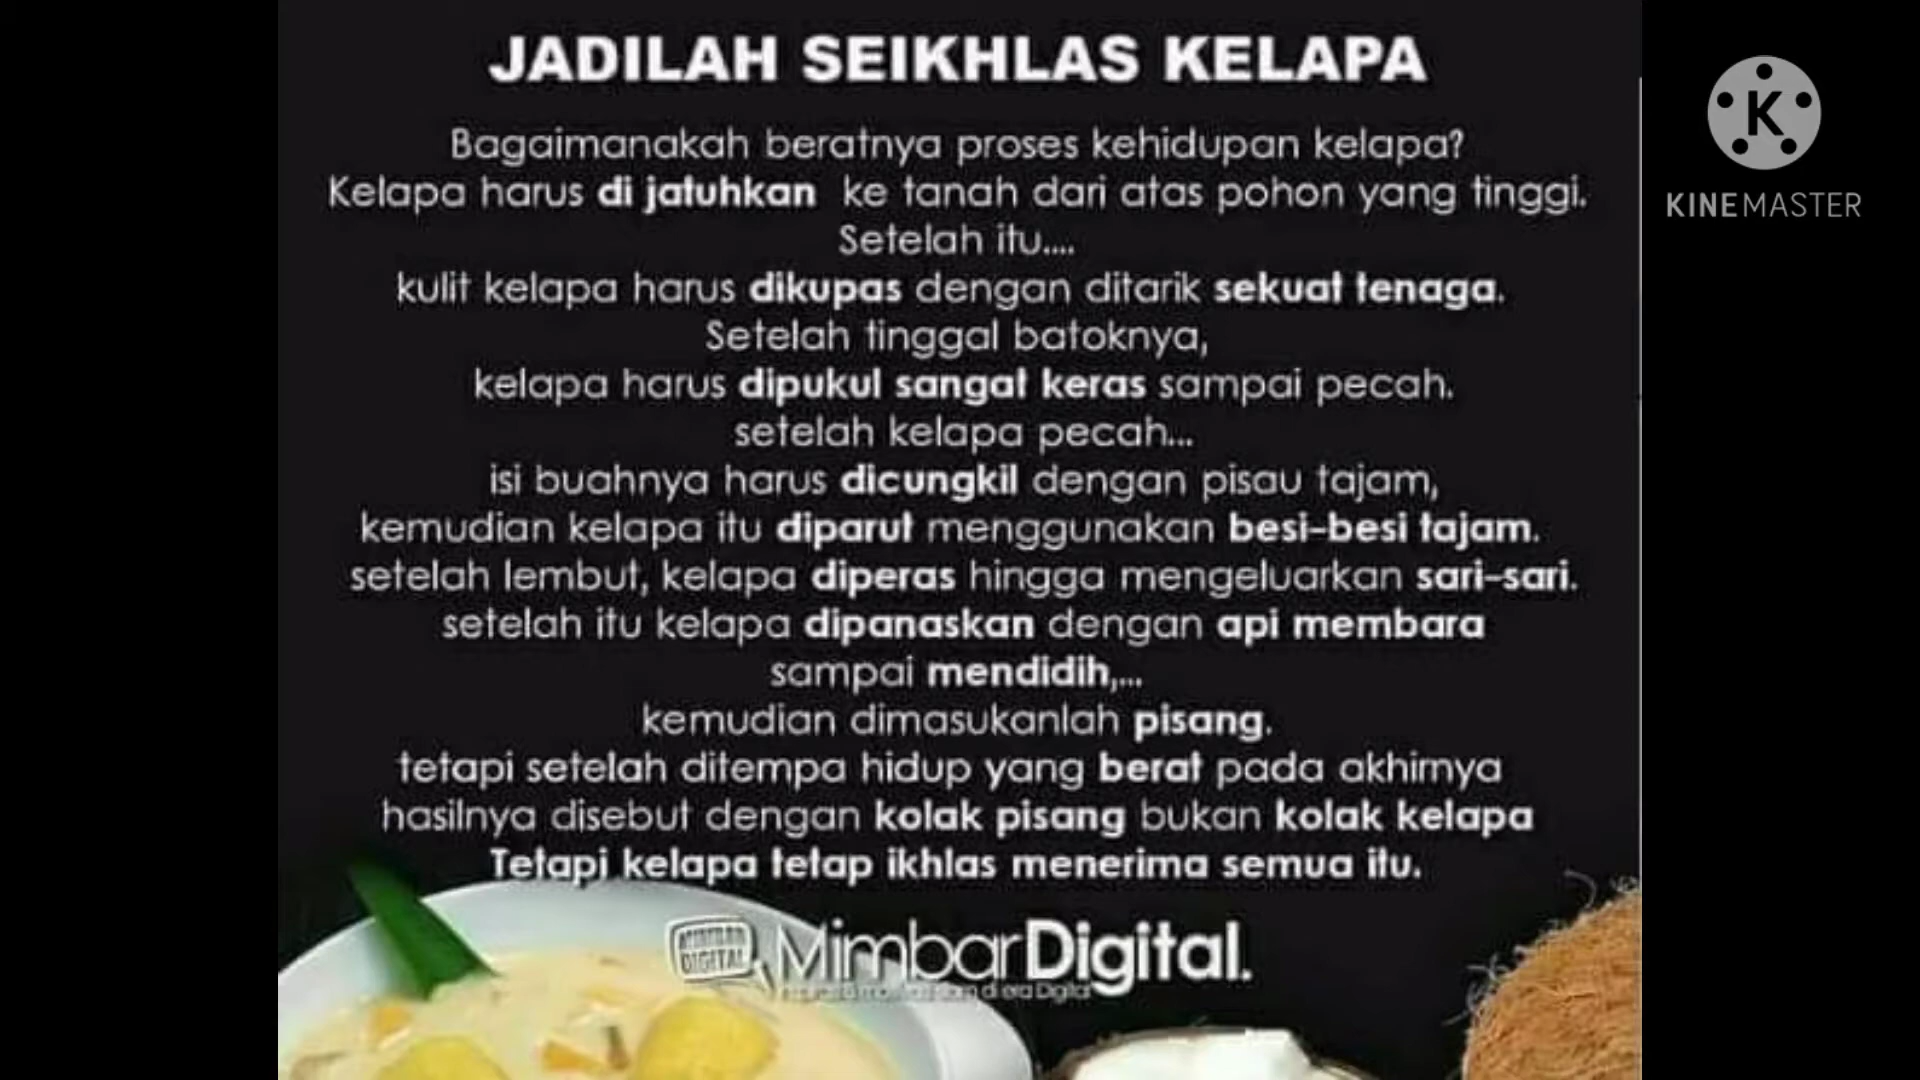 JADILAH SEIKHLAS KELAPA
Bagaimanakah beratnya proses kehidupan kelapa?
Kelapa harus di jatuhkan ke tanah dari atas pohon yang tinggi.
Setelah itu....
kulit kelapa harus dikupas dengan ditarik sekuat tenaga.
Setelah tinggal batoknya,
kelapa harus dipukul sangat keras sampai pecah.
setelah kelapa pecah...
isi buahnya harus dicungkil dengan pisau tajam,
kemudian kelapa itu diparut menggunakan besi-besi tajam.
setelah lembut, kelapa diperas hingga mengeluarkan sari-sari.
setelah itu kelapa dipanaskan dengan api membara
sampai mendidih,...
kemudian dimasukanlah pisang.
tetapi setelah ditempa hidup yang berat pada akhirnya
hasilnya disebut dengan kolak pisang bukan kolak kelapa
Tetapi kelapa tetap ikhlas menerima semua itu.
MIMBAR DIGITAL
MimbarDigital.
di era Digital
K
KINEMASTER